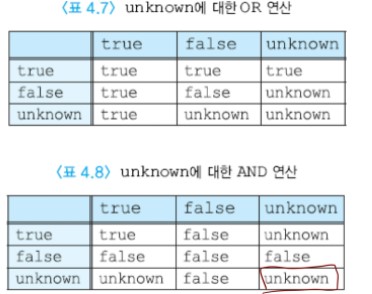 〈표 4.7〉 unknown에 대한 OR 연산
true false unknown
true true true true
false true false unknown
unknown true unknown unknown
〈표 4.8〉 unknown에 대한 AND 연산
true false unknown
true true false unknown
false false false false
unknown unknown false unknown